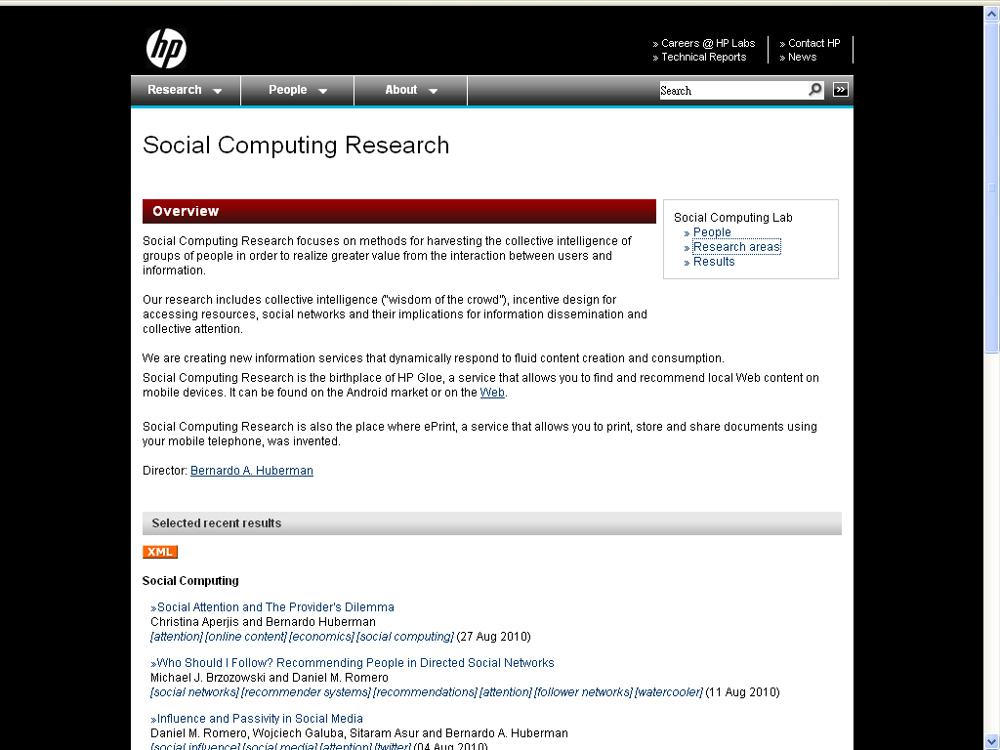 hp
» Careers @ HP Labs
» Technical Reports
» Contact HP
» News
Research
People
About
Search
»
Social Computing Research
Overview
Social Computing Research focuses on methods for harvesting the collective intelligence of
groups of people in order to realize greater value from the interaction between users and
information.
Our research includes collective intelligence ("wisdom of the crowd"), incentive design for
accessing resources, social networks and their implications for information dissemination and
collective attention.
We are creating new information services that dynamically respond to fluid content creation and consumption.
Social Computing Research is the birthplace of HP Gloe, a service that allows you to find and recommend local Web content on
mobile devices. It can be found on the Android market or on the Web.
Social Computing Research is also the place where ePrint, a service that allows you to print, store and share documents using
your mobile telephone, was invented.
Director: Bernardo A. Huberman
Social Computing Lab
» People
» Research areas
» Results
Selected recent results
XML
Social Computing
»Social Attention and The Provider's Dilemma
Christina Aperjis and Bernardo Huberman
[attention] [online content] [economics] [social computing] (27 Aug 2010)
»Who Should I Follow? Recommending People in Directed Social Networks
Michael J. Brzozowski and Daniel M. Romero
[social networks] [recommender systems] [recommendations] [attention] [follower networks] [watercooler] (11 Aug 2010)
»Influence and Passivity in Social Media
Daniel M. Romero, Wojciech Galuba, Sitaram Asur and Bernardo A. Huberman
[social influence] [social media] [attention] [twitter] (04 Aug 2010)